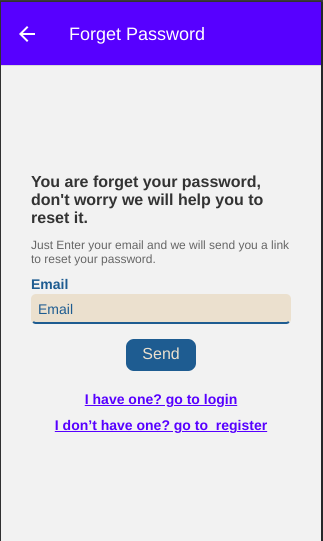 Forget Password
You are forget your password,
don't worry we will help you to
reset it.
Just Enter your email and we will send you a link
to reset your password.
Email
Email
Send
I have one? go to login
I don’t have one? go to  register